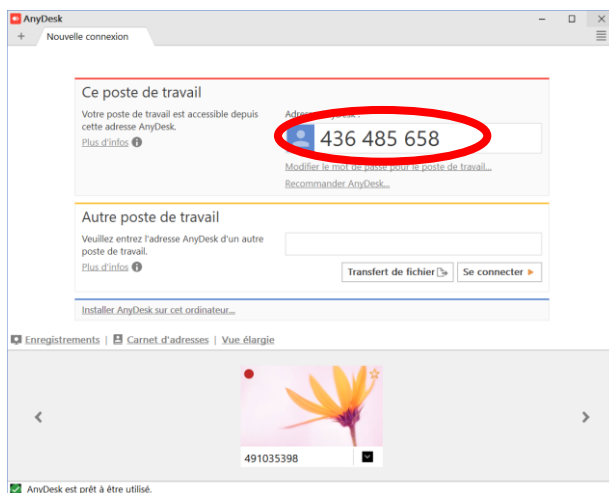 AnyDesk
Nouvelle connexion
Ce poste de travail
Votre poste de travail est accessible depuis
cette adresse AnyDesk.
Plus d'infos
436 485 658
Modifier le mot de passe pour le poste de travail...
Recommander AnyDesk...
Autre poste de travail
Veuillez entrez l'adresse AnyDesk d'un autre
poste de travail.
Plus d'infos
Transfert de fichier
Se connecter
Installer AnyDesk sur cet ordinateur...
Enregistrements | Carnet d'adresses | Vue élargie
491035398
AnyDesk est prêt à être utilisé.